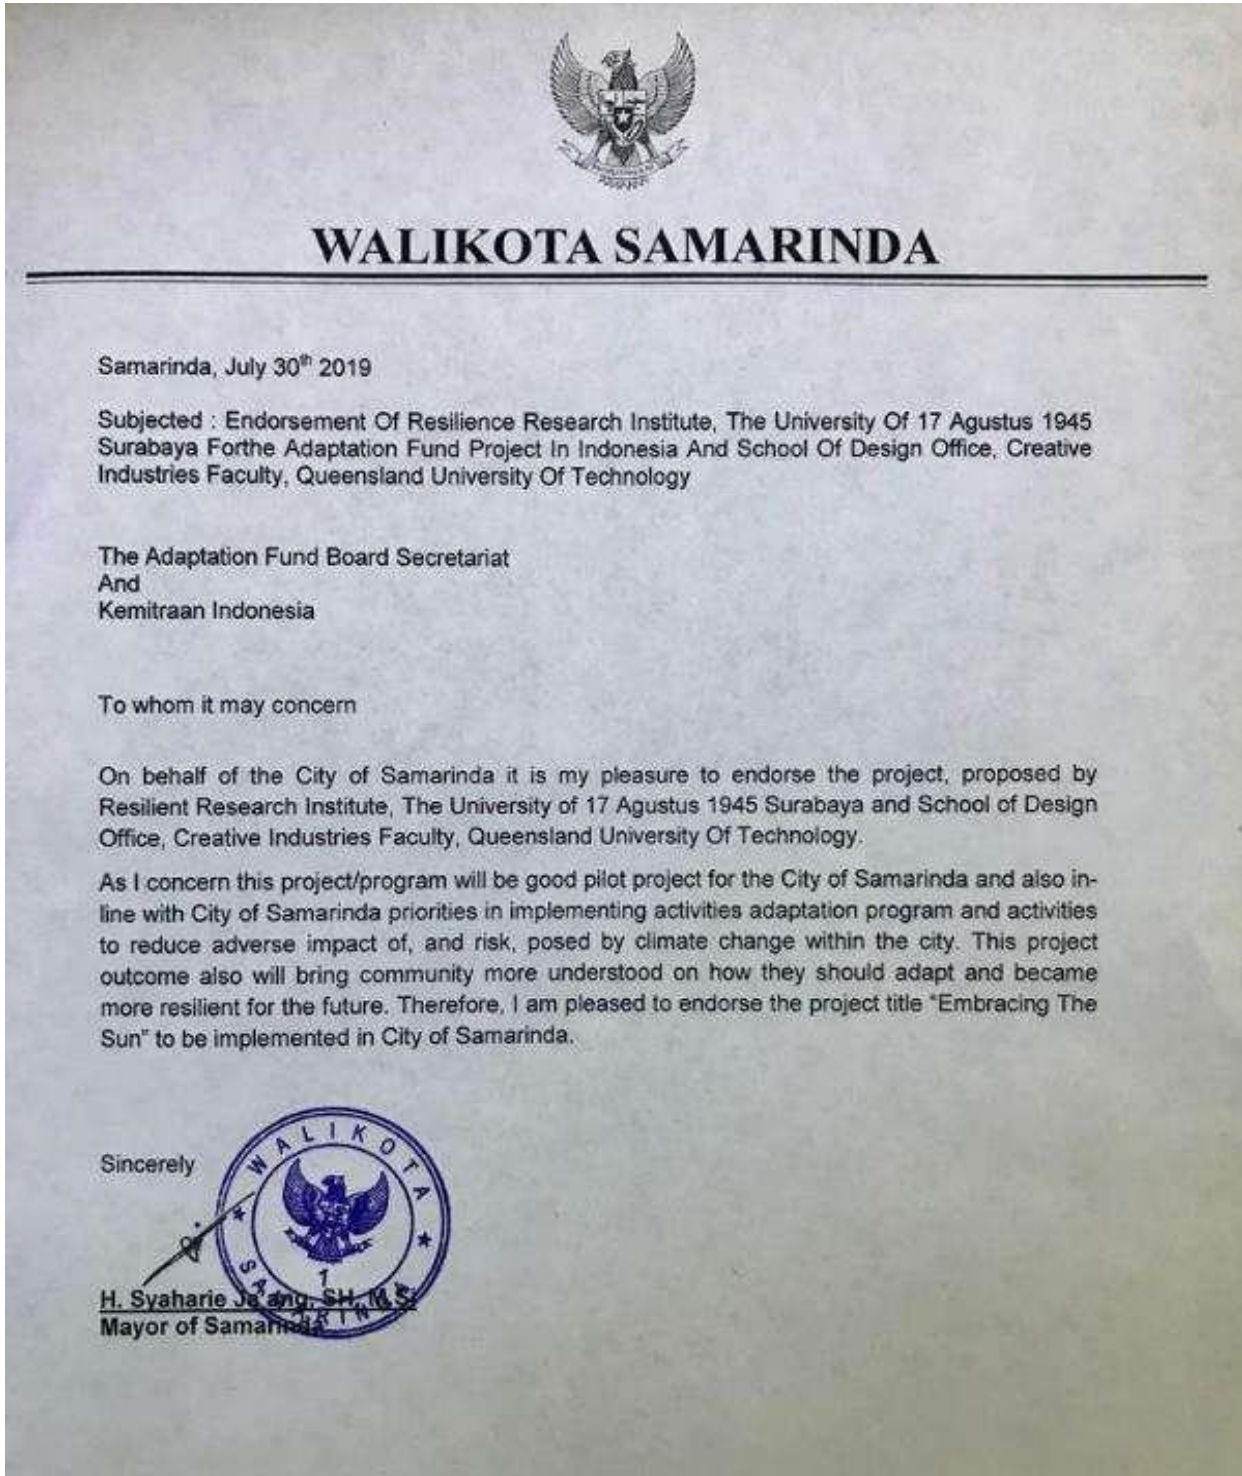 WALIKOTA SAMARINDA
Samarinda, July 30th 2019
Subjected : Endorsement Of Resilience Research Institute, The University Of 17 Agustus 1945
Surabaya Forthe Adaptation Fund Project In Indonesia And School Of Design Office, Creative
Industries Faculty, Queensland University Of Technology
The Adaptation Fund Board Secretariat
And
Kemitraan Indonesia
To whom it may concern
On behalf of the City of Samarinda it is my pleasure to endorse the project, proposed by
Resilient Research Institute, The University of 17 Agustus 1945 Surabaya and School of Design
Office, Creative Industries Faculty, Queensland University Of Technology.
As I concern this project/program will be good pilot project for the City of Samarinda and also in-
line with City of Samarinda priorities in implementing activities adaptation program and activities
to reduce adverse impact of, and risk, posed by climate change within the city. This project
outcome also will bring community more understood on how they should adapt and became
more resilient for the future. Therefore, I am pleased to endorse the project title "Embracing The
Sun" to be implemented in City of Samarinda.
Sincerely
WALIKOTA
SAMARINDA
1
H. Syaharie Ja'ang, SH, M.Si
Mayor of Samarinda